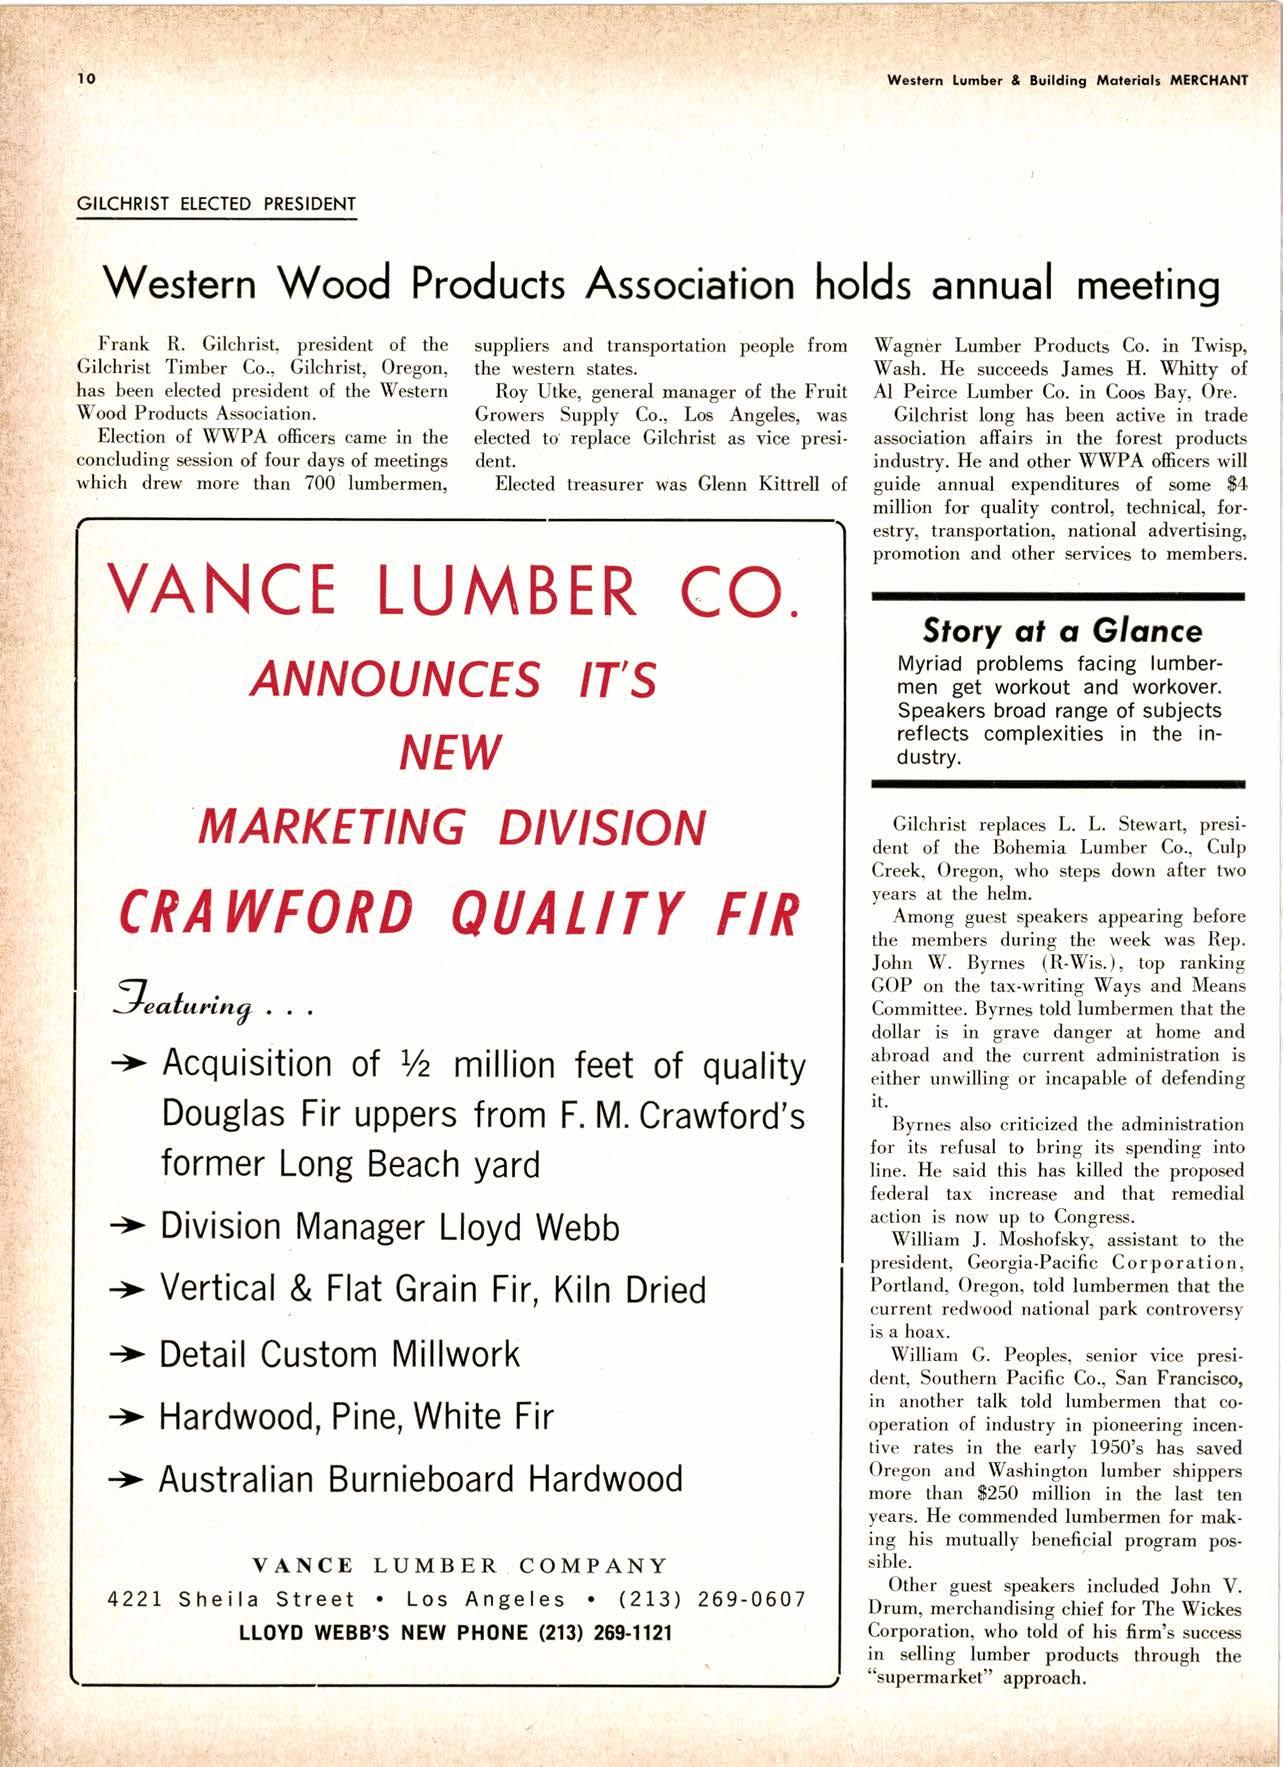 10
Western Lumber & Building Materials MERCHANT
GILCHRIST ELECTED PRESIDENT
Western Wood Products Association holds annual meeting
Frank R. Gilchrist, president of the
Gilchrist Timber Co., Gilchrist, Oregon,
has been elected president of the Western
Wood Products Association.
Election of WWPA officers came in the
concluding session of four days of meetings
which drew more than 700 lumbermen,
suppliers and transportation people from
the western states.
Roy Utke, general manager of the Fruit
Growers Supply Co., Los Angeles, was
elected to replace Gilchrist as vice presi-
dent.
Elected treasurer was Glenn Kittrell of
Wagner Lumber Products Co. in Twisp,
Wash. He succeeds James H. Whitty of
Al Peirce Lumber Co. in Coos Bay, Ore.
Gilchrist long has been active in trade
association affairs in the forest products
industry. He and other WWPA officers will
guide annual expenditures of some $4
million for quality control, technical, for-
estry, transportation, national advertising,
promotion and other services to members.
Story at a Glance
Myriad problems facing lumber-
men get workout and workover.
Speakers broad range of subjects
reflects complexities in the in-
dustry.
Gilchrist replaces L. L. Stewart, presi-
dent of the Bohemia Lumber Co., Culp
Creek, Oregon, who steps down after two
years at the helm.
Among guest speakers appearing before
the members during the week was Rep.
John W. Byrnes (R-Wis.), top ranking
GOP on the tax-writing Ways and Means
Committee. Byrnes told lumbermen that the
dollar is in grave danger at home and
abroad and the current administration is
either unwilling or incapable of defending
it.
Byrnes also criticized the administration
for its refusal to bring its spending into
line. He said this has killed the proposed
federal tax increase and that remedial
action is now up to Congress.
William J. Moshofsky, assistant to the
president, Georgia-Pacific Corporation,
Portland, Oregon, told lumbermen that the
current redwood national park controversy
is a hoax.
William G. Peoples, senior vice presi-
dent, Southern Pacific Co., San Francisco,
in another talk told lumbermen that co-
operation of industry in pioneering incen-
tive rates in the early 1950's has saved
Oregon and Washington lumber shippers
more than $250 million in the last ten
years. He commended lumbermen for mak-
ing his mutually beneficial program pos-
sible.
Other guest speakers included John V.
Drum, merchandising chief for The Wickes
Corporation, who told of his firm's success
in selling lumber products through the
"supermarket" approach.
VANCE LUMBER CO.
ANNOUNCES IT'S
NEW
MARKETING DIVISION
CRAWFORD QUALITY FIR
Featuring . . .
→ Acquisition of ½ million feet of quality
Douglas Fir uppers from F. M. Crawford's
former Long Beach yard
→ Division Manager Lloyd Webb
→ Vertical & Flat Grain Fir, Kiln Dried
→ Detail Custom Millwork
→ Hardwood, Pine, White Fir
→ Australian Burnieboard Hardwood
VANCE LUMBER COMPANY
4221 Sheila Street • Los Angeles • (213) 269-0607
LLOYD WEBB'S NEW PHONE (213) 269-1121